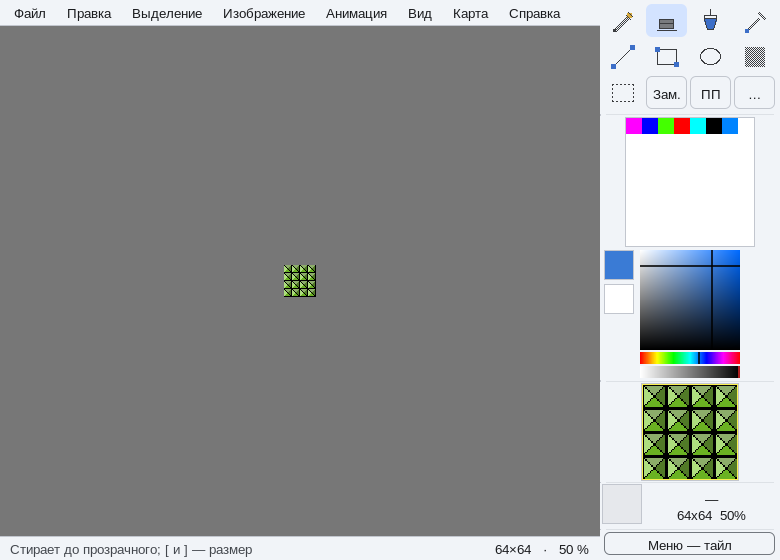 Файл Правка Выделение Изображение Анимация Вид Карта Справка
Зам. ПП ...
—
64x64 50%
Меню — тайл
Стирает до прозрачного; [ и ] — размер 64×64 · 50 %